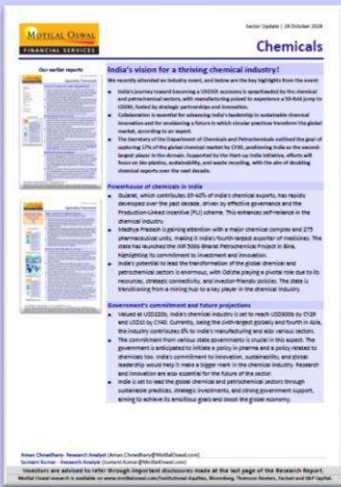 MOTILAL OSWAL
FINANCIAL SERVICES
Sector Update | 28 October 2024
Chemicals
Our earlier reports
India's vision for a thriving chemical industry!
We recently attended an industry event, and below are the key highlights from the event
India's journey toward becoming a economy is spearheaded by the chemical
and petrochemical sectors, with manufacturing poised to experience a 50-fold jump to
fueled by strategic partnerships and innovation.
Collaboration is essential for advancing India's leadership in sustainable chemical
innovation and for envisioning a future in which circular practices transform the global
market, according to an expert.
The Secretary of the Department of Chemicals and Petrochemicals outlined the goal of
capturing 17% of the global chemical market by positioning India as the second-
largest player in the domain. Supported by the Start-up India initiative, efforts will
focus on bio-plastics, sustainability, and waste recycling, with the aim of doubling
chemical exports over the next decade.
Powerhouse of chemicals in India
Gujarat, which contributes 35-40% of India's chemical exports, has rapidly
developed over the past decade, driven by effective governance and the
Production-Linked Incentive (PLI) scheme. This enhances self-reliance in the
chemical industry.
Madhya Pradesh is gaining attention with a major chemical complex and 275
pharmaceutical units, making it India's fourth-largest exporter of medicines. The
state has launched the INR 500b Bharat Petrochemical Project in Bina,
highlighting its commitment to investment and innovation.
India's potential to lead the transformation of the global chemical and
petrochemical sectors is enormous, with Odisha playing a pivotal role due to its
resources, strategic connectivity, and investor-friendly policies. The state is
transitioning from a mining hub to a key player in the chemical industry.
Government's commitment and future projections
Valued at USD220b, India's chemical industry is set to reach USD300b by
and by Currently, being the sixth-largest globally and fourth in Asia,
the industry contributes 6% to India's manufacturing and also various sectors.
The commitment from various state governments is crucial in this aspect. The
government is anticipated to initiate a policy in pharma and a policy related to
chemicals too. India's commitment to innovation, sustainability, and global
leadership would help it make a bigger mark in the chemical industry. Research
and innovation are also essential for the future of the sector.
India is set to lead the global chemical and petrochemical sectors through
sustainable practices, strategic investments, and strong government support,
aiming to achieve its ambitious goals and boost the global economy.
Aman Chowdhary- Research Analyst (Aman.Chowdhary@MotilalOswal.com)
Sumant Kumar - Research Analyst (Sumant.Kumar@MotilalOswal.com)
Investors are advised to refer through important disclosures made at the last page of the Research Report.
Motilal Oswal research is available on www.motilaloswal.com/Institutional-Equities, Bloomberg, Thomson Reuters, Factset and S&P Capital.